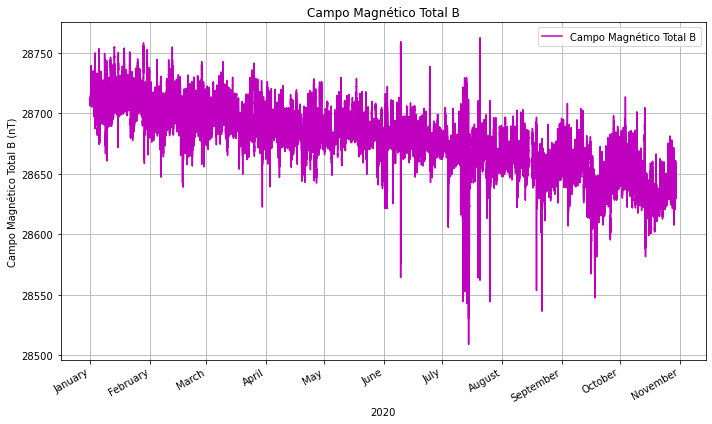 Campo Magnético Total B
Campo Magnético Total B
Campo Magnético Total B (nT)
28750
28700
28650
28600
28550
28500
January
February
March
April
May
June
July
August
September
October
November
2020